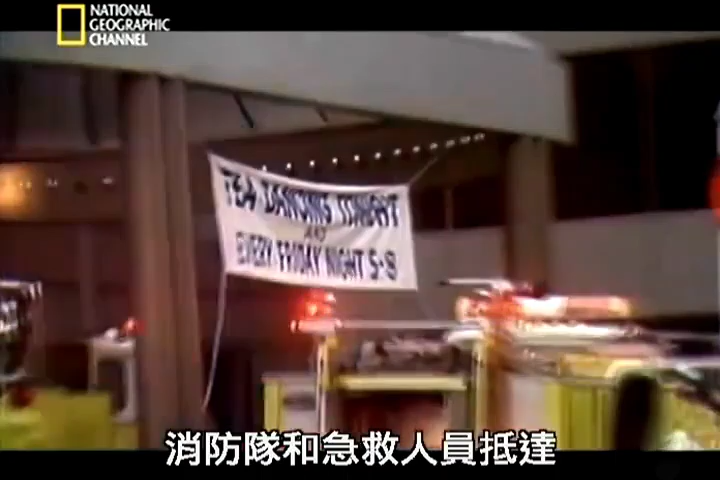 NATIONAL
GEOGRAPHIC
CHANNEL
TEA DANCING TONIGHT
AND
EVERY FRIDAY NIGHT 5-8
消防隊和急救人員抵達